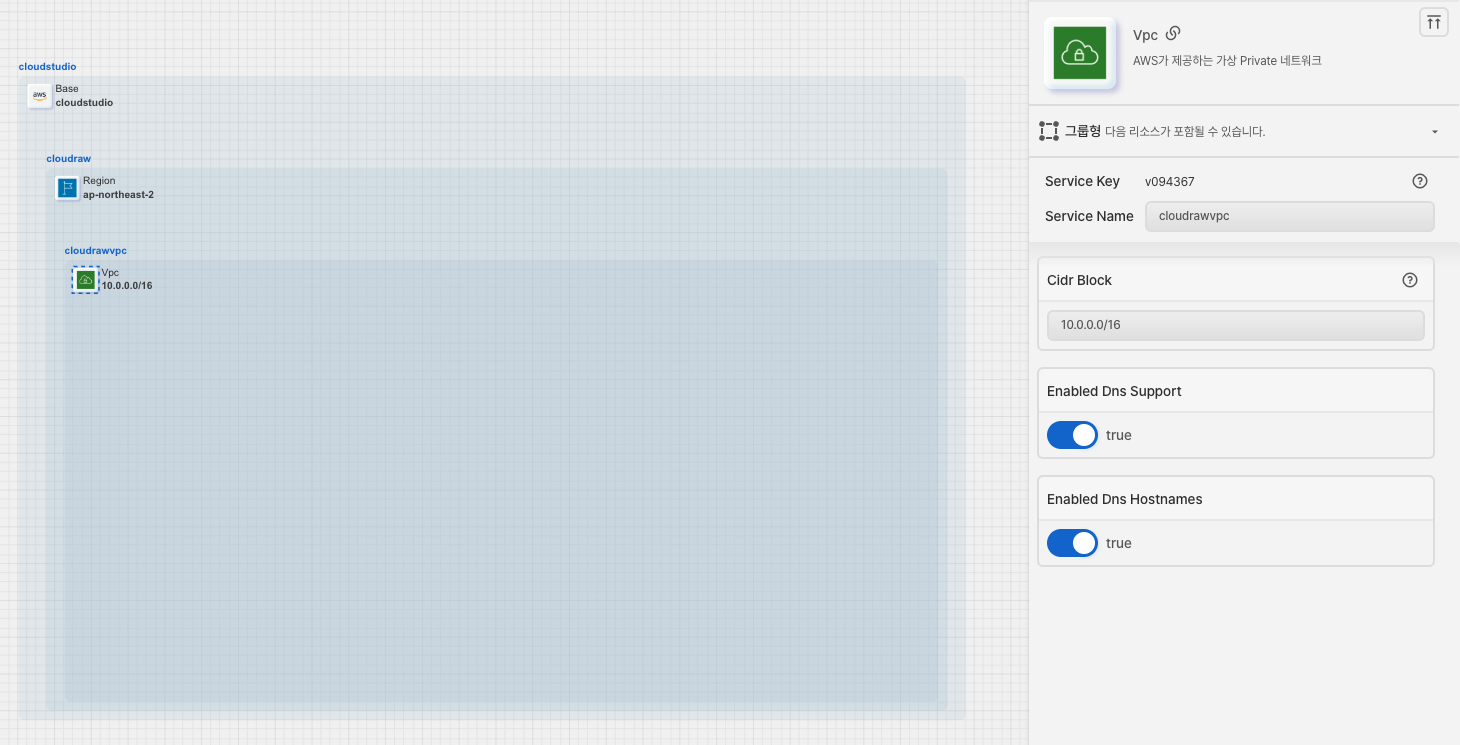 cloudstudio
aws
Base
cloudstudio
cloudraw
Region
ap-northeast-2
cloudrawvpc
Vpc
10.0.0.0/16
Vpc
AWS가 제공하는 가상 Private 네트워크
그룹형 다음 리소스가 포함될 수 있습니다.
Service Key v094367
Service Name cloudrawvpc
Cidr Block
10.0.0.0/16
Enabled Dns Support
true
Enabled Dns Hostnames
true